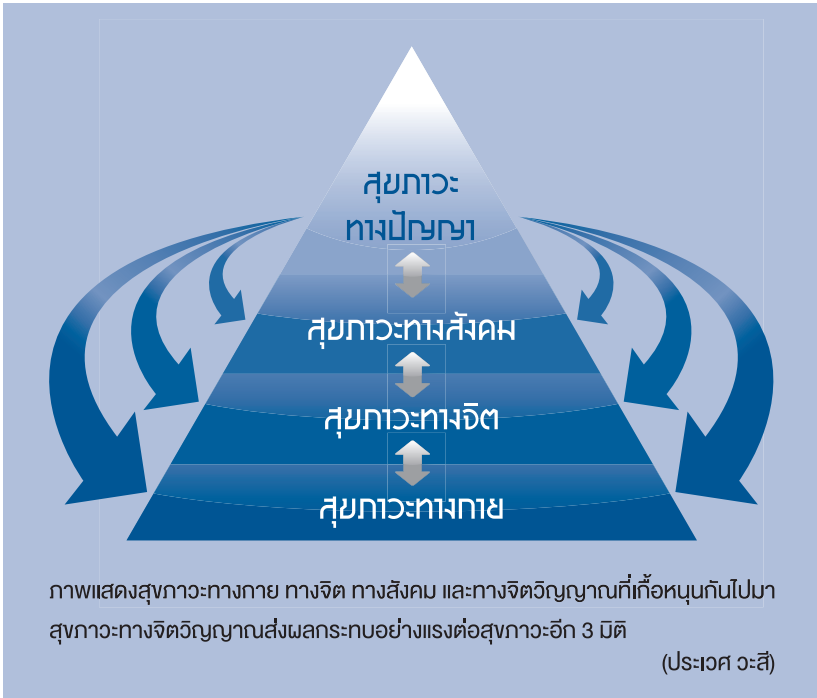 สุขภาวะ
ทางปัญญา
สุขภาวะทางสังคม
สุขภาวะทางจิต
สุขภาวะทางกาย
ภาพแสดงสุขภาวะทางกาย ทางจิต ทางสังคม และทางจิตวิญญาณที่เกื้อหนุนกันไปมา
สุขภาวะทางจิตวิญญาณส่งผลกระทบอย่างแรงต่อสุขภาวะอีก 3 มิติ
(ประเวศ วะสี)